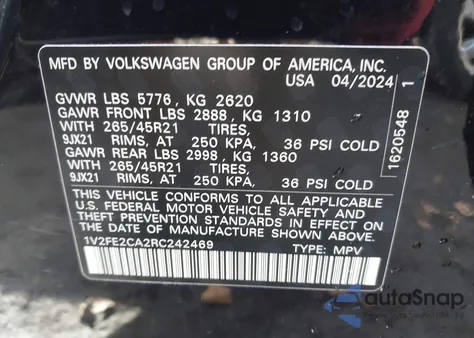 MFD BY VOLKSWAGEN GROUP OF AMERICA, INC.
USA 04/2024
GVWR LBS 5776 , KG 2620
GAWR FRONT LBS 2888 , KG 1310
WITH 265/45R21 TIRES,
9JX21 RIMS, AT 250 KPA, 36 PSI COLD
GAWR REAR LBS 2998 , KG 1360
WITH 265/45R21 TIRES,
9JX21 RIMS, AT 250 KPA, 36 PSI COLD
THIS VEHICLE CONFORMS TO ALL APPLICABLE
U.S. FEDERAL MOTOR VEHICLE SAFETY AND
THEFT PREVENTION STANDARDS IN EFFECT ON
THE DATE OF MANUFACTURE SHOWN ABOVE
1V2FE2CA2RC242469 TYPE: MPV
1620548 1
autoSnap